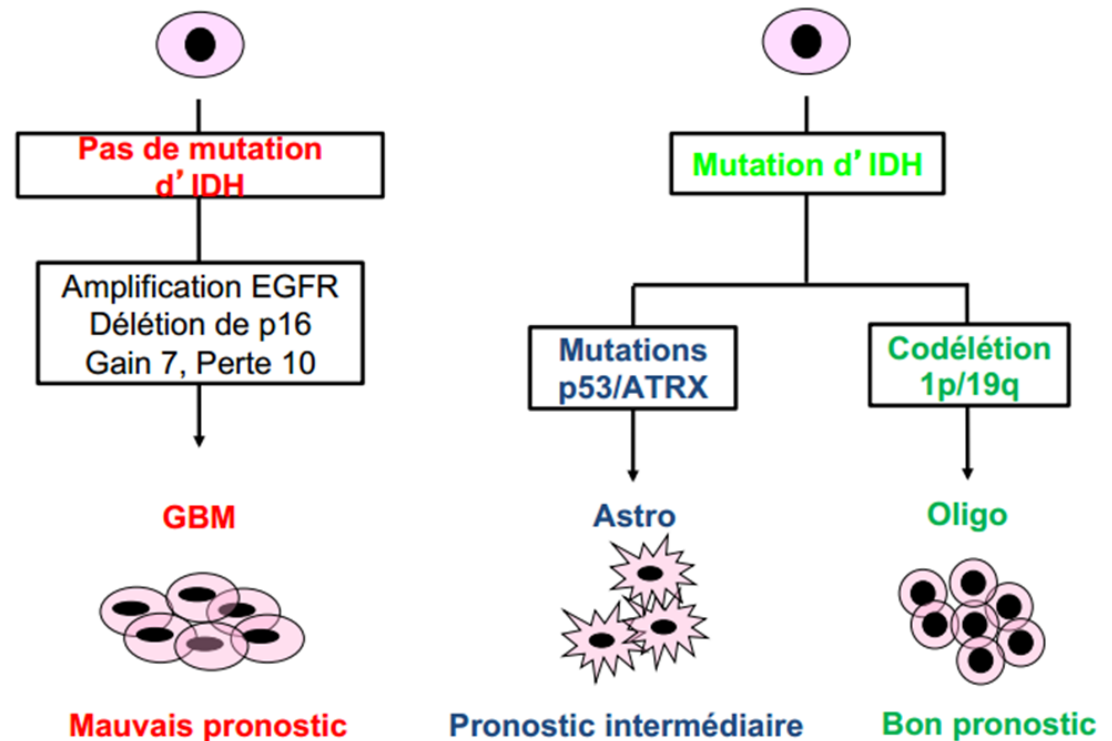 Pas de mutation
d’IDH
Amplification EGFR
Délétion de p16
Gain 7, Perte 10
GBM
Mauvais pronostic
Mutation d’IDH
Mutations
p53/ATRX
Astro
Pronostic intermédiaire
Codélétion
1p/19q
Oligo
Bon pronostic